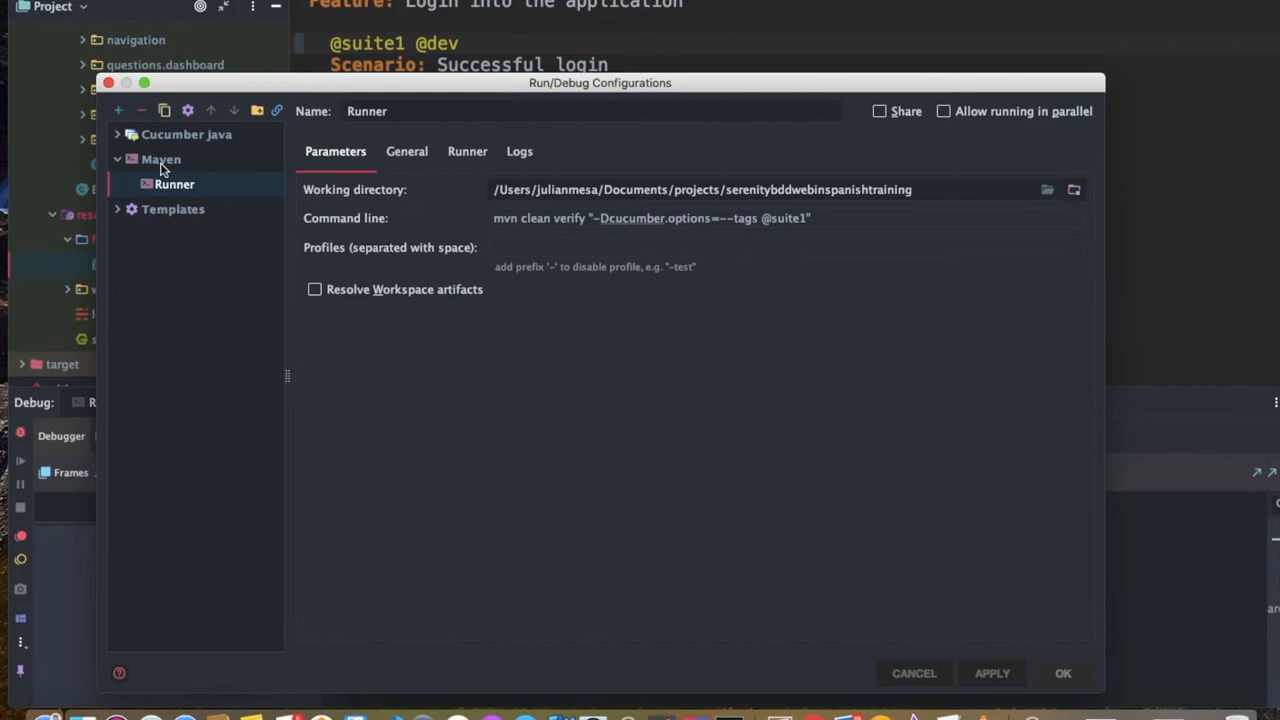 Project
Feature: Login into the application
navigation
@suite1 @dev
questions.dashboard
Scenario: Successful login
Run/Debug Configurations
Name: Runner
Share
Allow running in parallel
Cucumber java
Maven
Runner
Templates
Parameters General Runner Logs
Working directory: /Users/julianmesa/Documents/projects/serenitybddwebinspanishtraining
Command line: mvn clean verify "-Dcucumber.options=--tags @suite1"
Profiles (separated with space):
add prefix '-' to disable profile, e.g. "-test"
Resolve Workspace artifacts
target
Debug:
Debugger
Frames
CANCEL APPLY OK